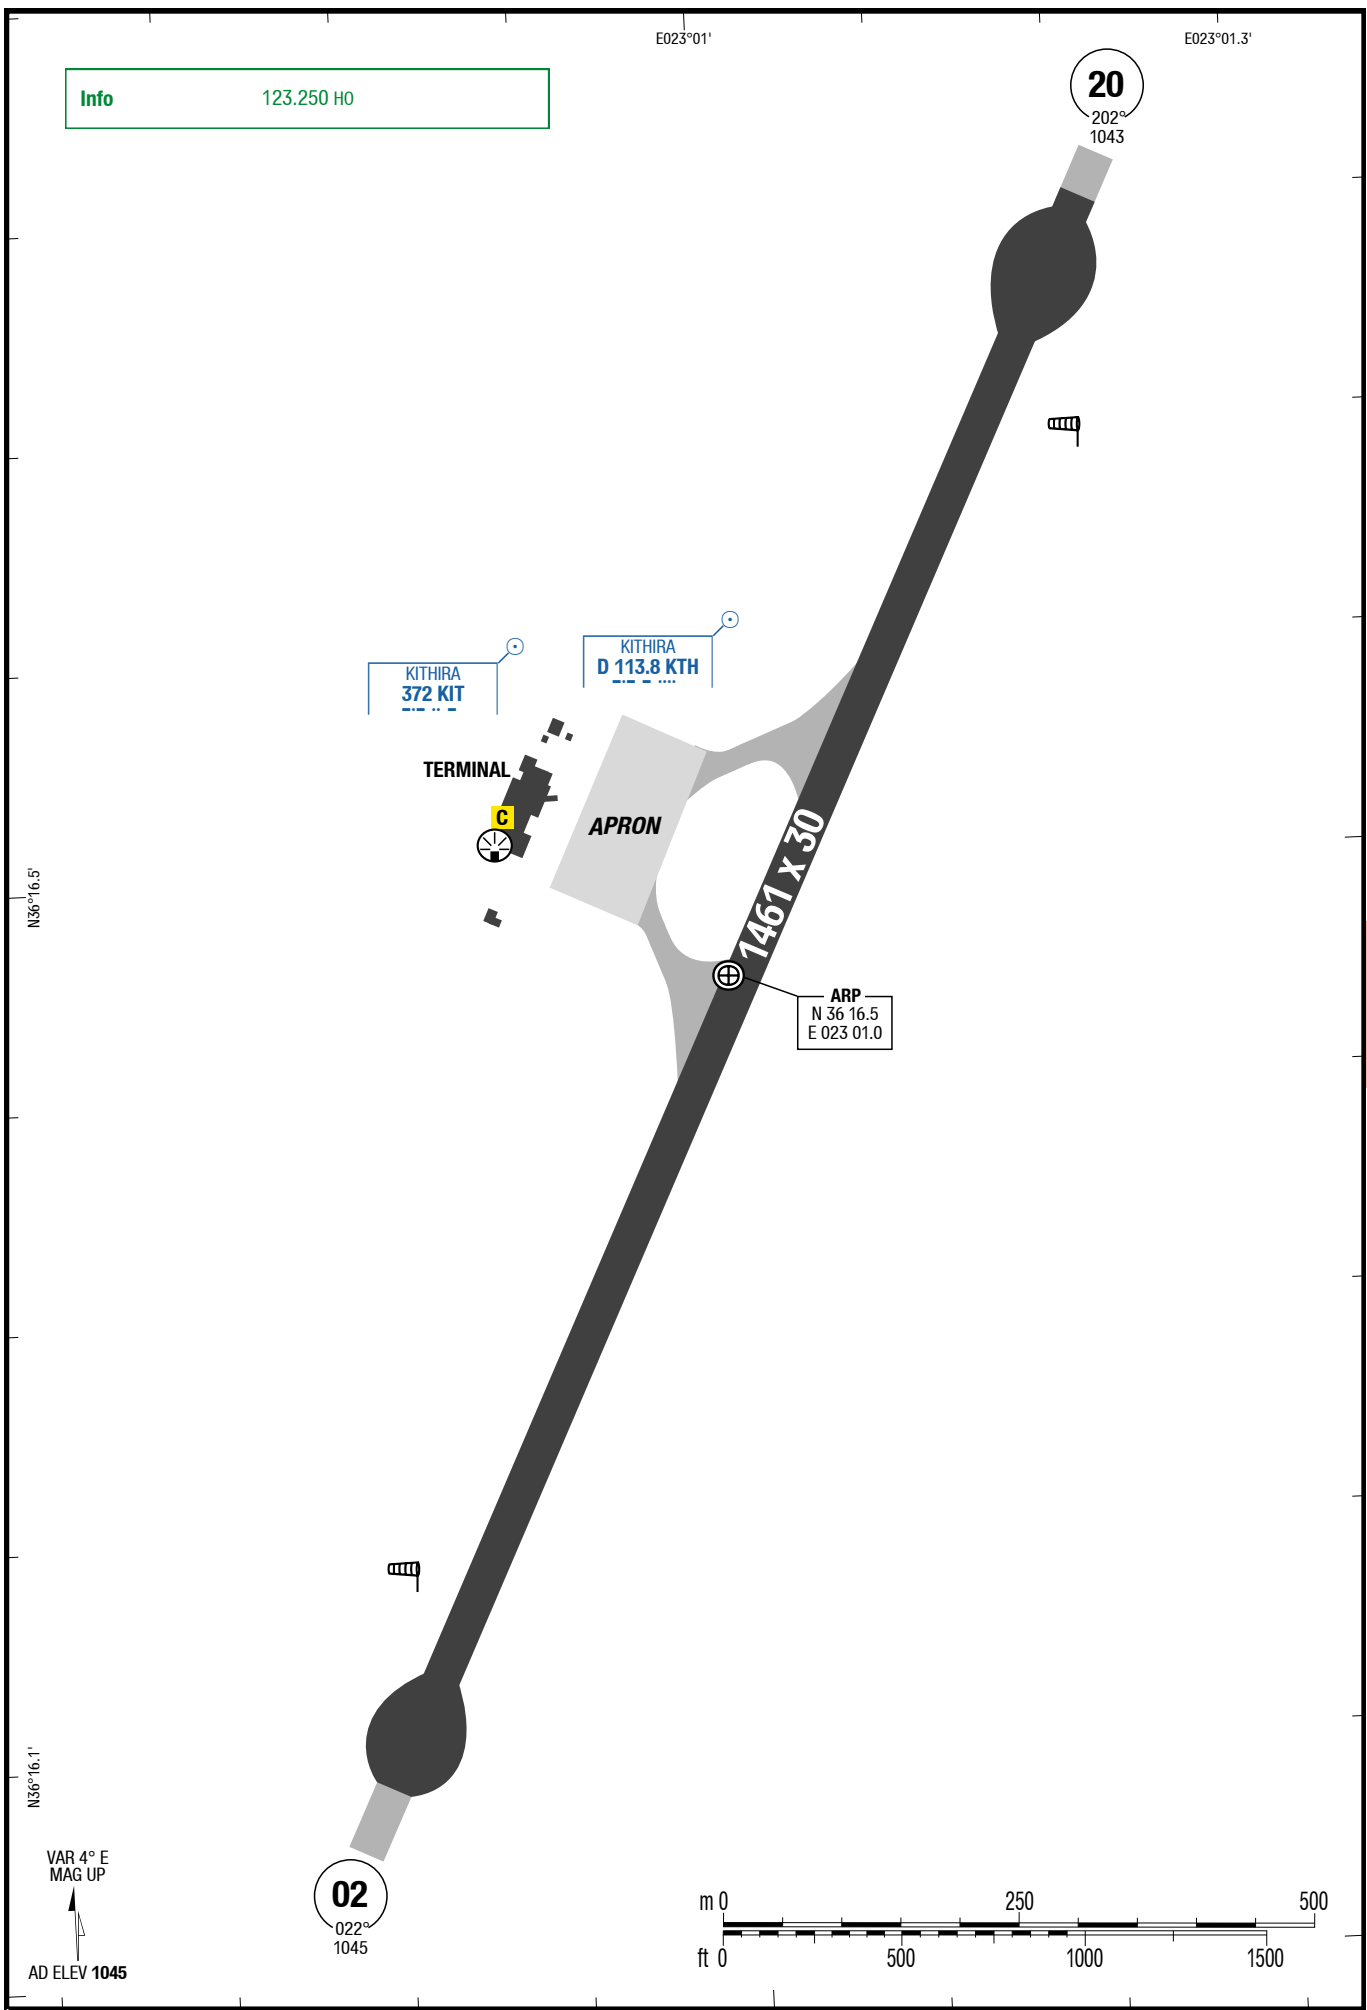 E023°01'
E023°01.3'
Info 123.250 HO
20
202°
1043
KITHIRA
D 113.8 KTH
KITHIRA
372 KIT
TERMINAL
C
APRON
1461 x 30
N36°16.5'
ARP
N 36 16.5
E 023 01.0
N36°16.1'
VAR 4° E
MAG UP
AD ELEV 1045
02
022°
1045
m 0 250 500
ft 0 500 1000 1500